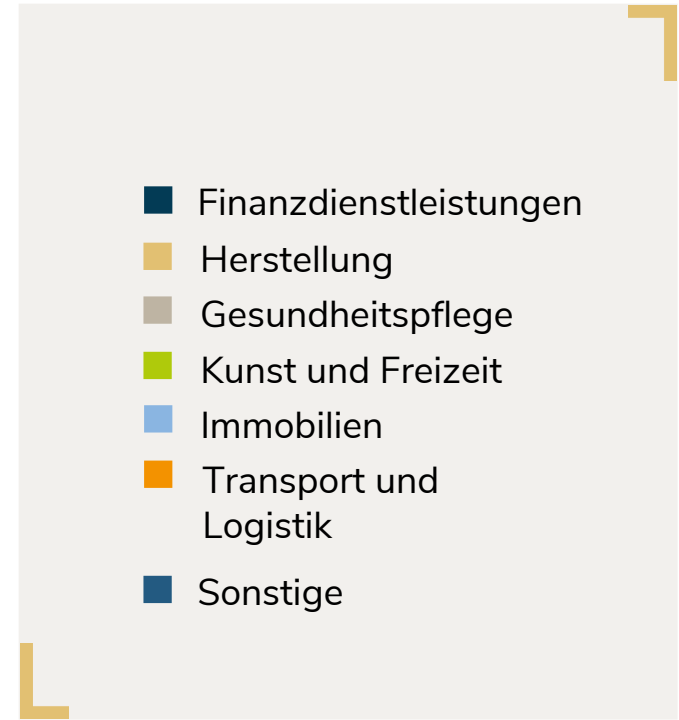 Finanzdienstleistungen
Herstellung
Gesundheitspflege
Kunst und Freizeit
Immobilien
Transport und
Logistik
Sonstige